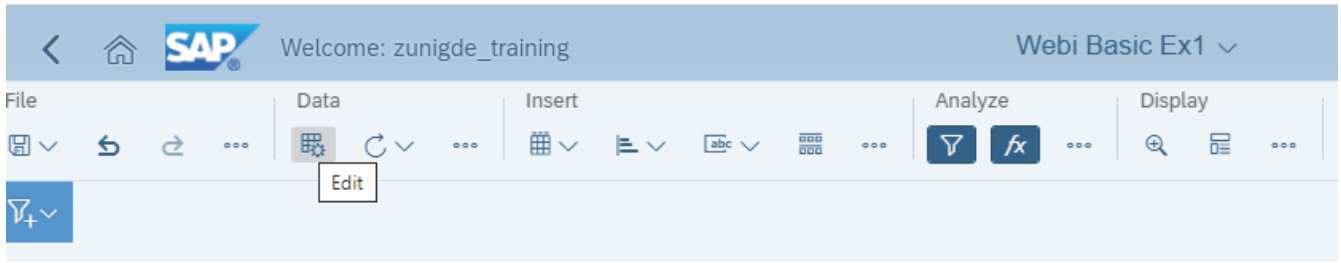 SAP® Welcome: zunigde_training Webi Basic Ex1
File Data Insert Analyze Display
abc fx
Edit